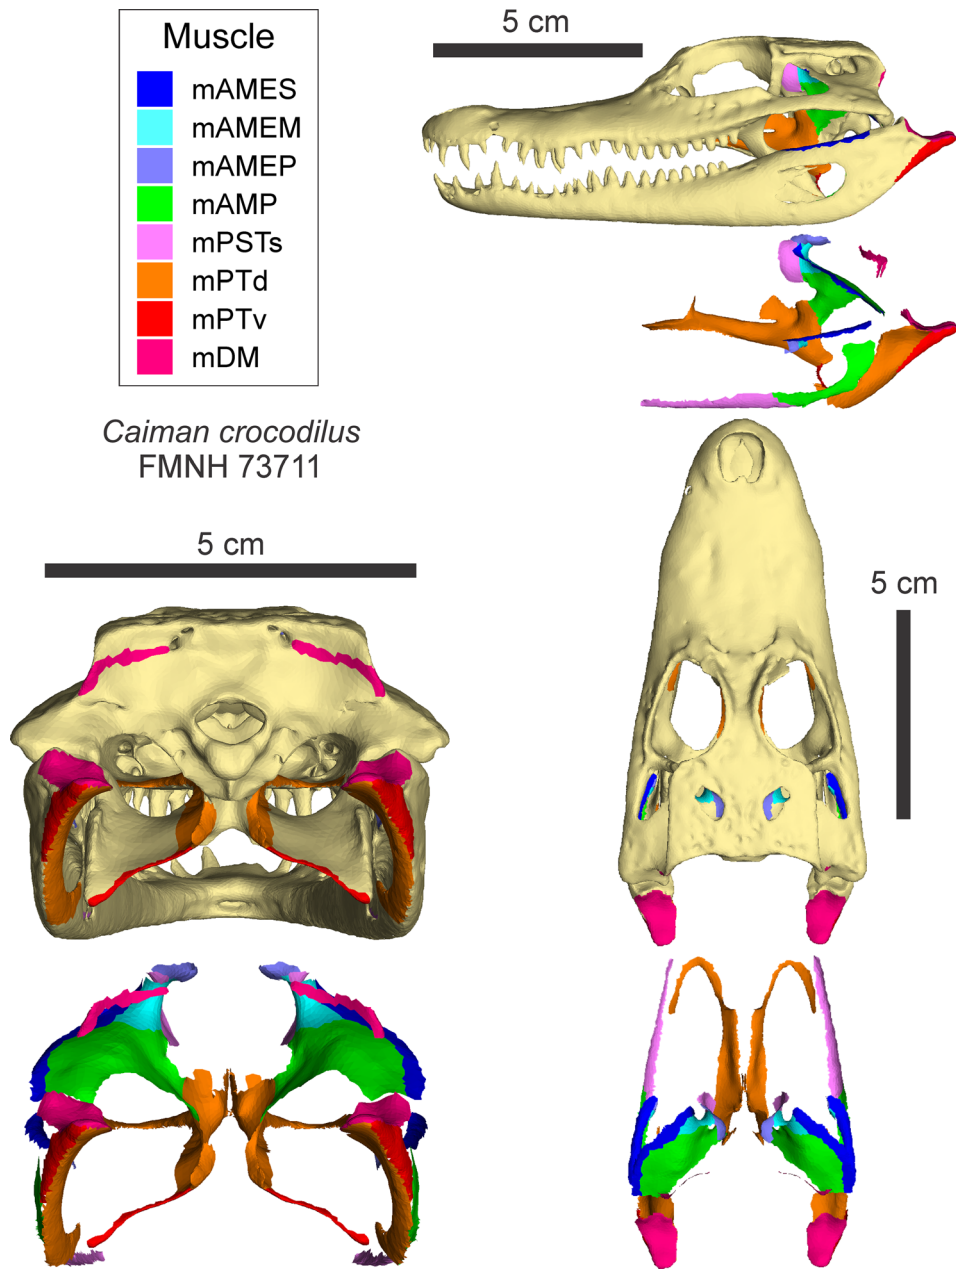 Muscle
mAMES
mAMEM
mAMEP
mAMP
mPSTs
mPTd
mPTv
mDM
5 cm
Caiman crocodilus
FMNH 73711
5 cm
5 cm